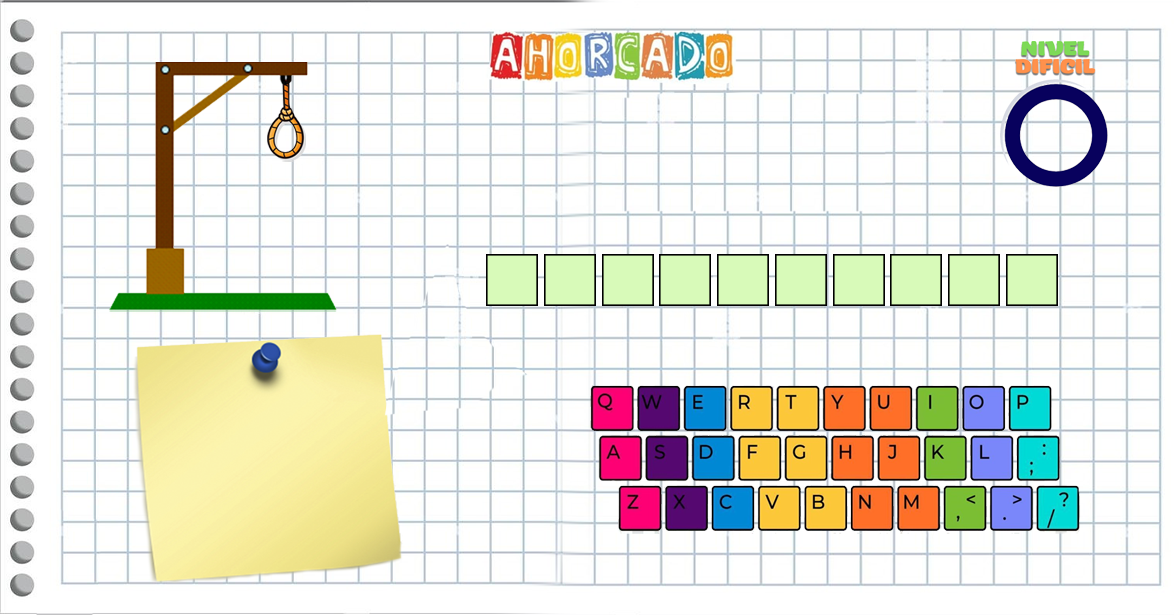 AHORCADO
NIVEL
DIFICIL
Q W E R T Y U I O P
A S D F G H J K L ; :
Z X C V B N M , < . > / ?